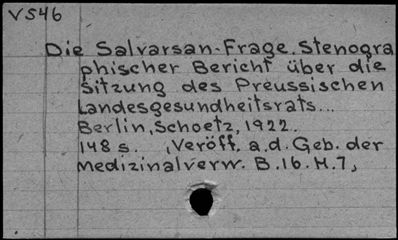 V546
Die Salvarsan-Frage. Stenogra
phischer Bericht über die
Sitzung des Preussischen
Landesgesundheitsrats...
Berlin, Schoetz, 1922.
148 s. (Veröff. a.d. Geb. der
Medizinalverw. B.16. H.7,